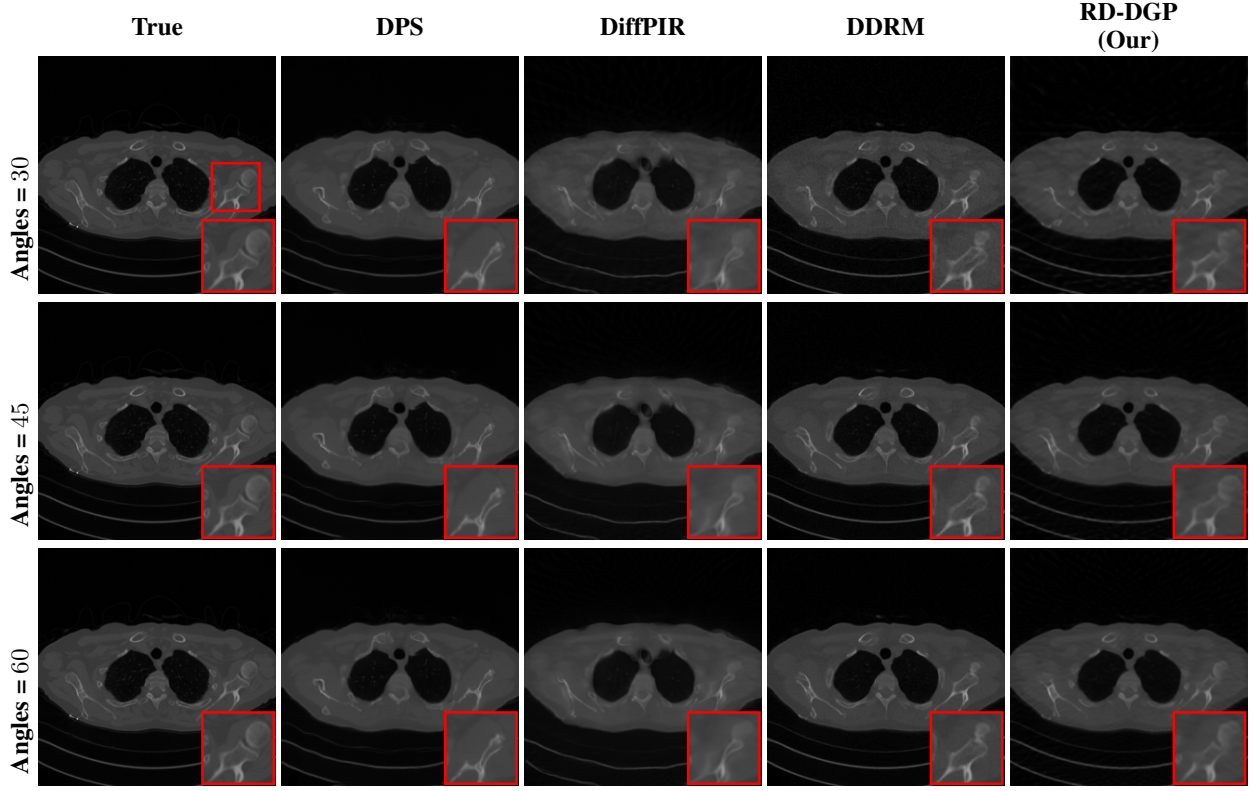 True
DPS
DiffPIR
DDRM
RD-DGP
(Our)
Angles = 30
Angles = 45
Angles = 60